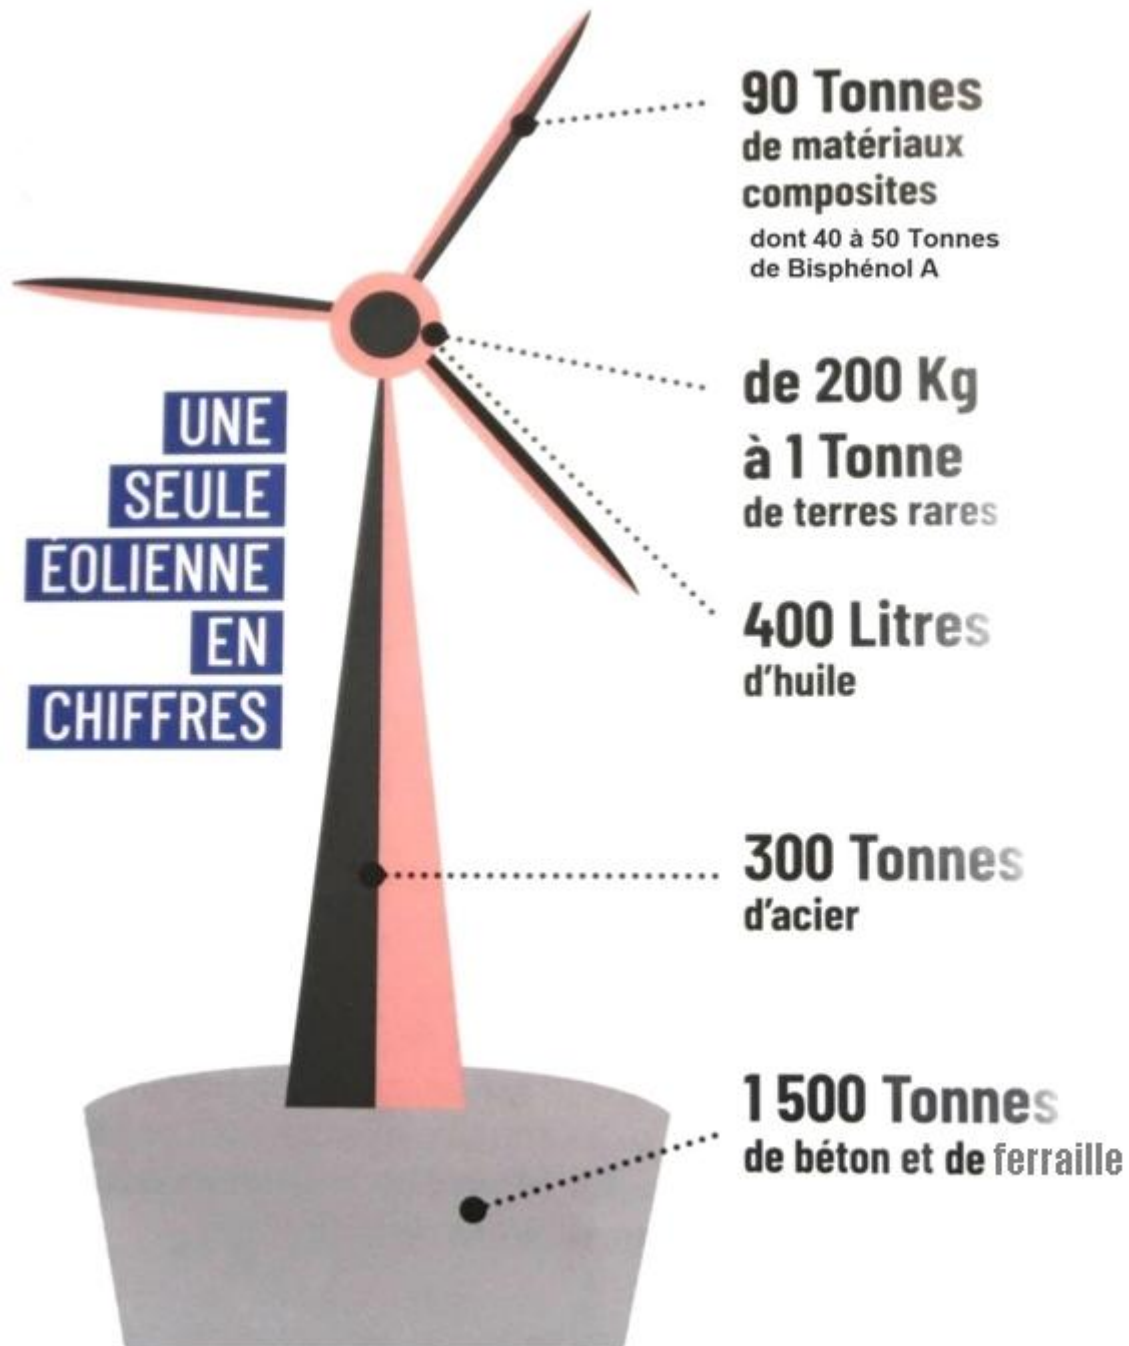 90 Tonnes
de matériaux
composites
dont 40 à 50 Tonnes
de Bisphénol A
de 200 Kg
à 1 Tonne
de terres rares
UNE
SEULE
ÉOLIENNE
EN
CHIFFRES
400 Litres
d'huile
300 Tonnes
d'acier
1 500 Tonnes
de béton et de ferraille